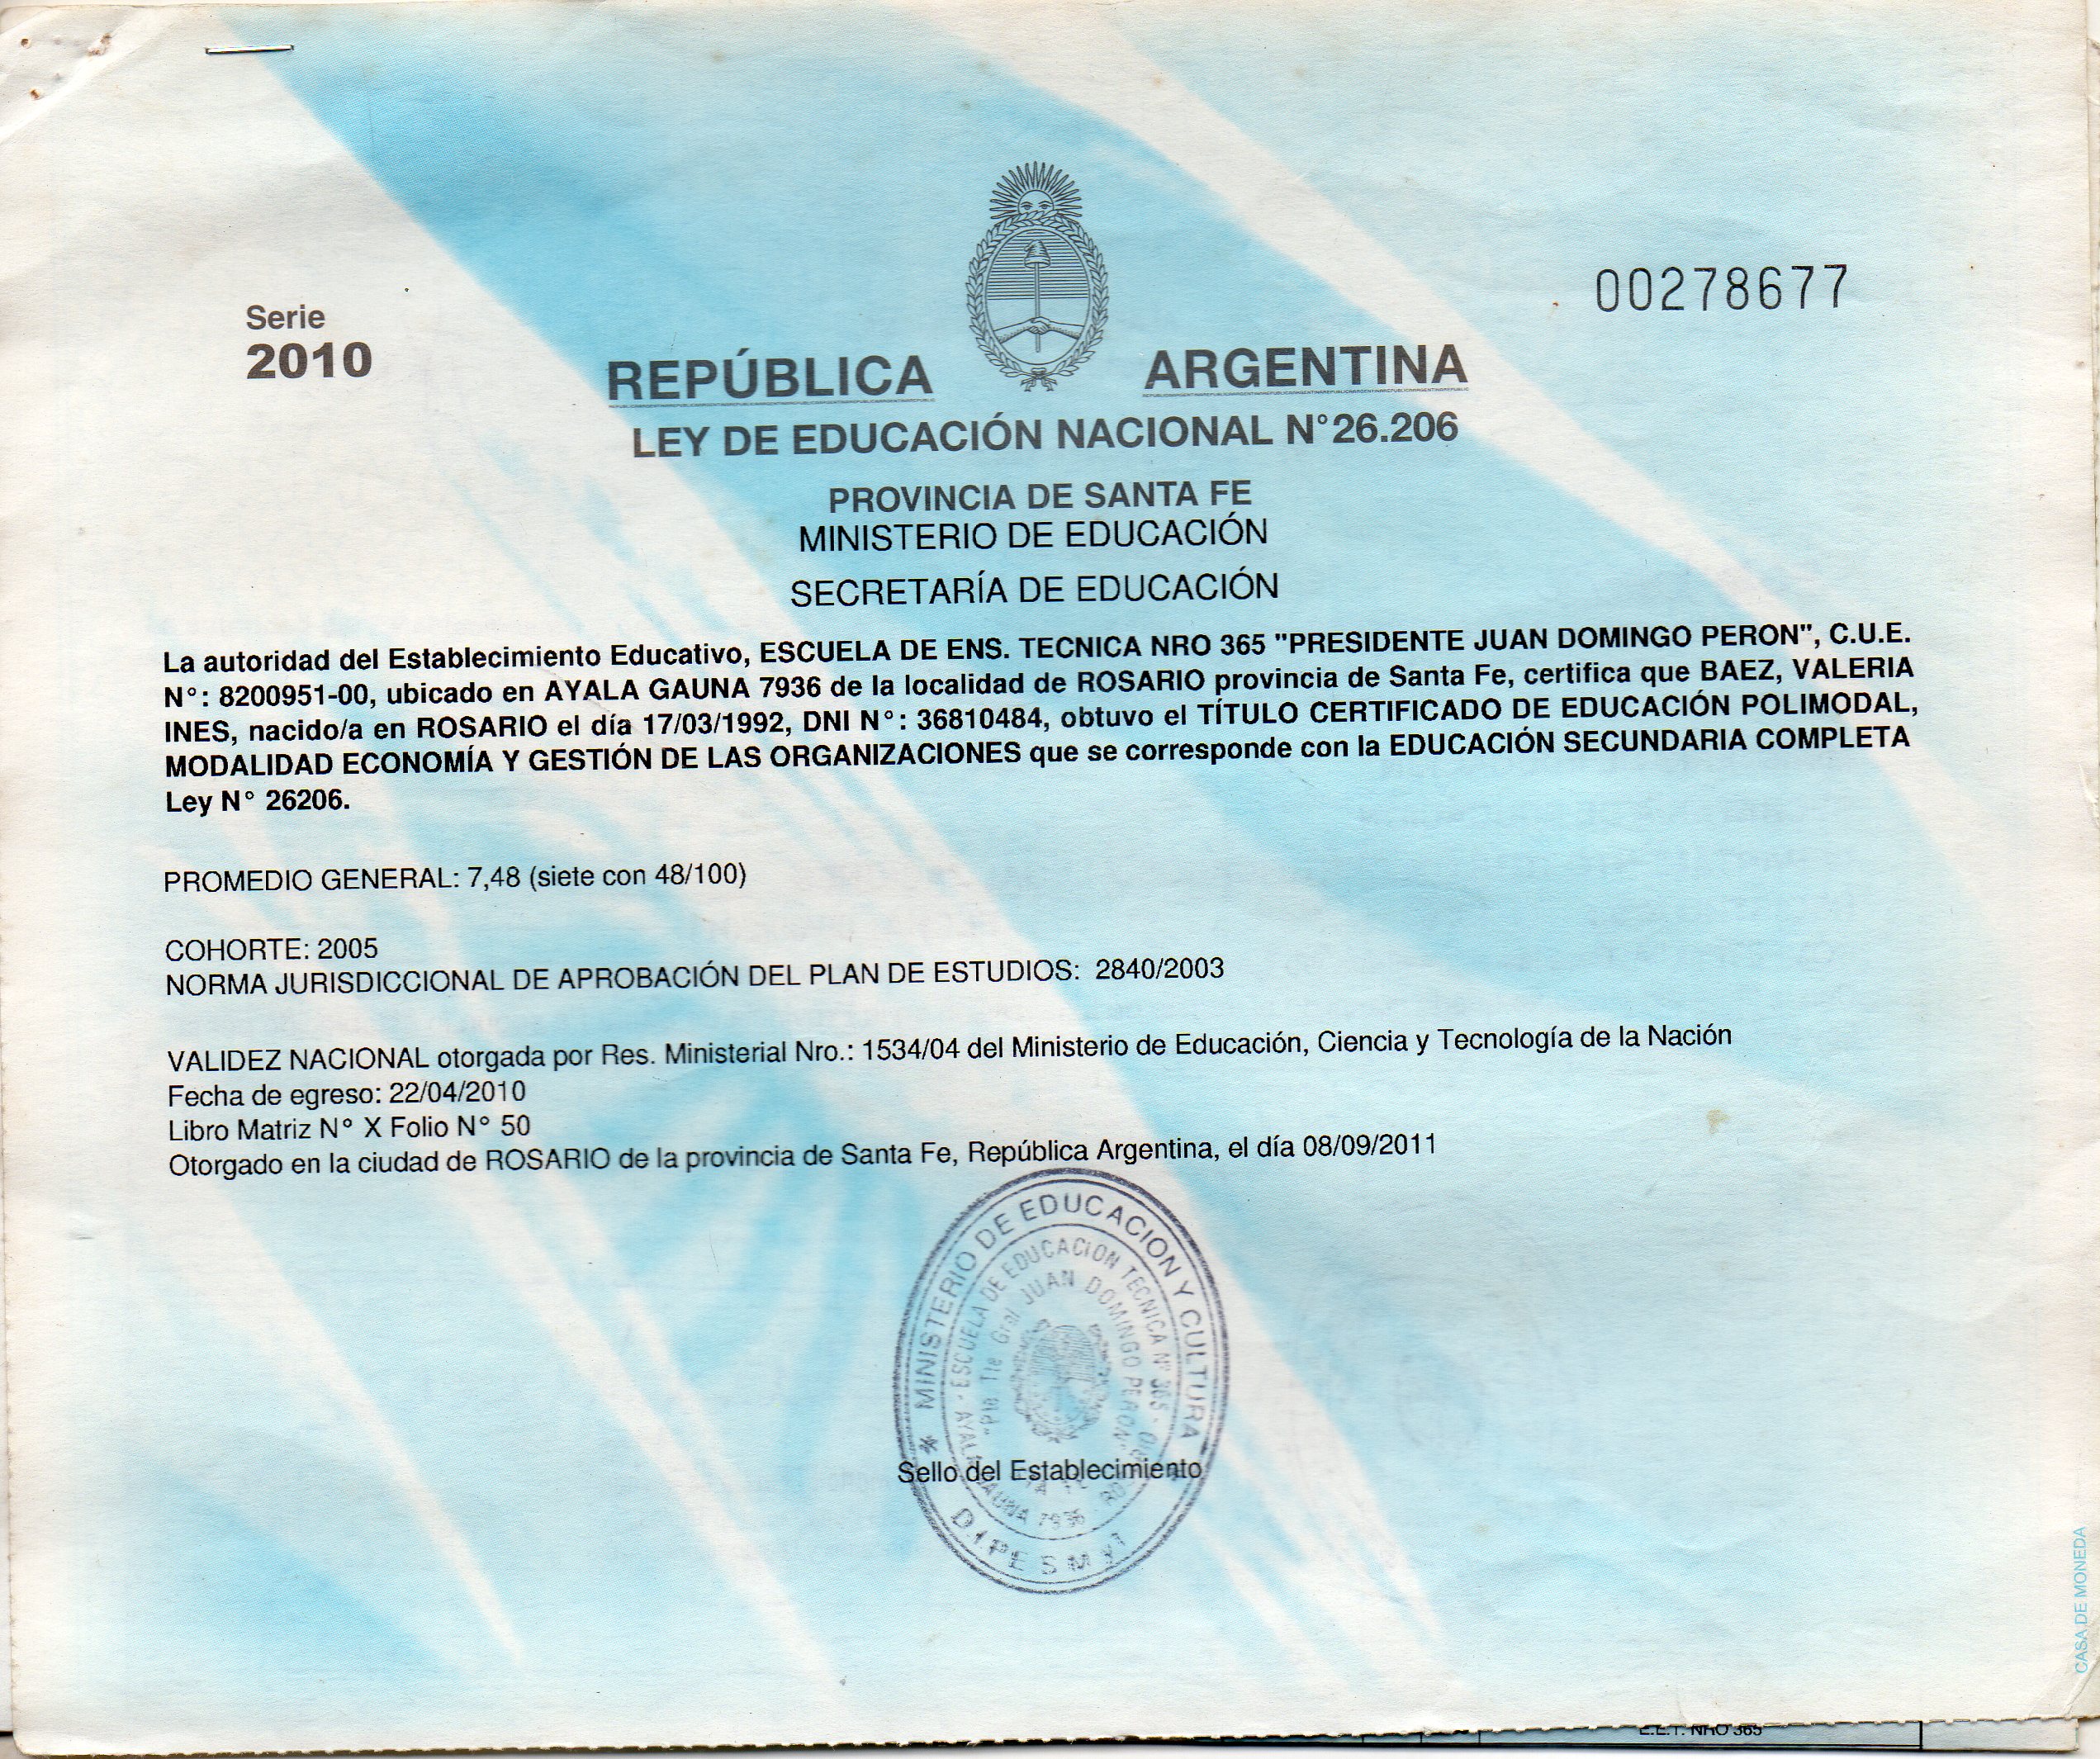 00278677
Serie
2010
REPÚBLICA ARGENTINA
LEY DE EDUCACIÓN NACIONAL N°26.206
PROVINCIA DE SANTA FE
MINISTERIO DE EDUCACIÓN
SECRETARÍA DE EDUCACIÓN
La autoridad del Establecimiento Educativo, ESCUELA DE ENS. TECNICA NRO 365 "PRESIDENTE JUAN DOMINGO PERON", C.U.E.
N°: 8200951-00, ubicado en AYALA GAUNA 7936 de la localidad de ROSARIO provincia de Santa Fe, certifica que BAEZ, VALERIA
INES, nacido/a en ROSARIO el día 17/03/1992, DNI N°: 36810484, obtuvo el TÍTULO CERTIFICADO DE EDUCACIÓN POLIMODAL,
MODALIDAD ECONOMÍA Y GESTIÓN DE LAS ORGANIZACIONES que se corresponde con la EDUCACIÓN SECUNDARIA COMPLETA
Ley N° 26206.
PROMEDIO GENERAL: 7,48 (siete con 48/100)
COHORTE: 2005
NORMA JURISDICCIONAL DE APROBACIÓN DEL PLAN DE ESTUDIOS: 2840/2003
VALIDEZ NACIONAL otorgada por Res. Ministerial Nro.: 1534/04 del Ministerio de Educación, Ciencia y Tecnología de la Nación
Fecha de egreso: 22/04/2010
Libro Matriz N° X Folio N° 50
Otorgado en la ciudad de ROSARIO de la provincia de Santa Fe, República Argentina, el día 08/09/2011
MINISTERIO DE EDUCACION Y CULTURA
ESCUELA DE EDUCACION TECNICA Nº 365
"Pte Tte Gral JUAN DOMINGO PERON"
AYALA GAUNA 7936
D.I.P.E.S.M.yT
Sello del Establecimiento
CASA DE MONEDA
E.E.T. NRO 365